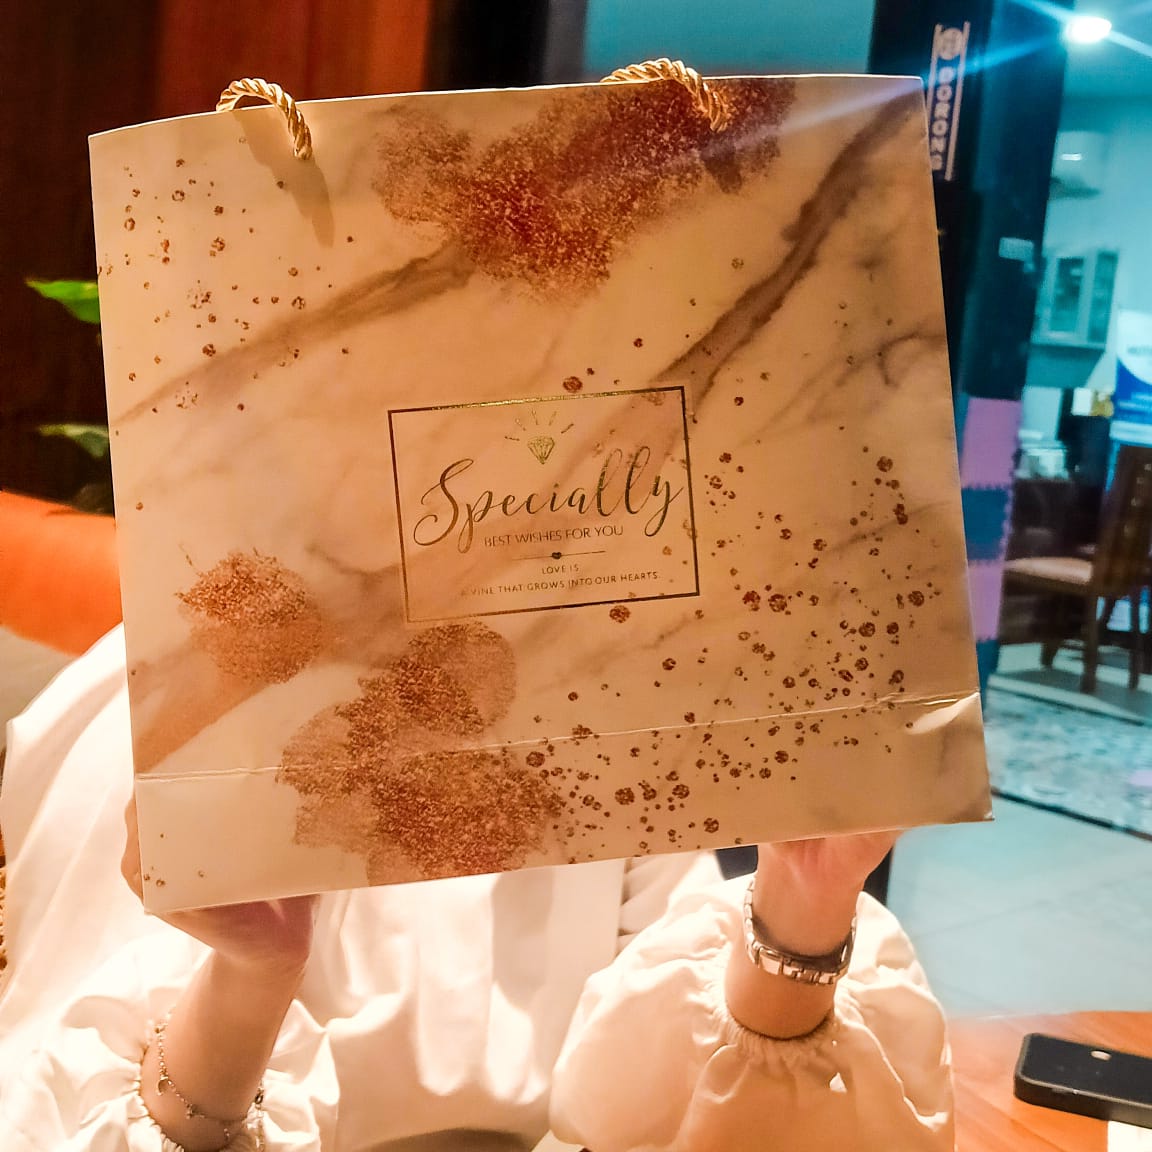 Specially
BEST WISHES FOR YOU
LOVE IS
A VINE THAT GROWS INTO OUR HEARTS